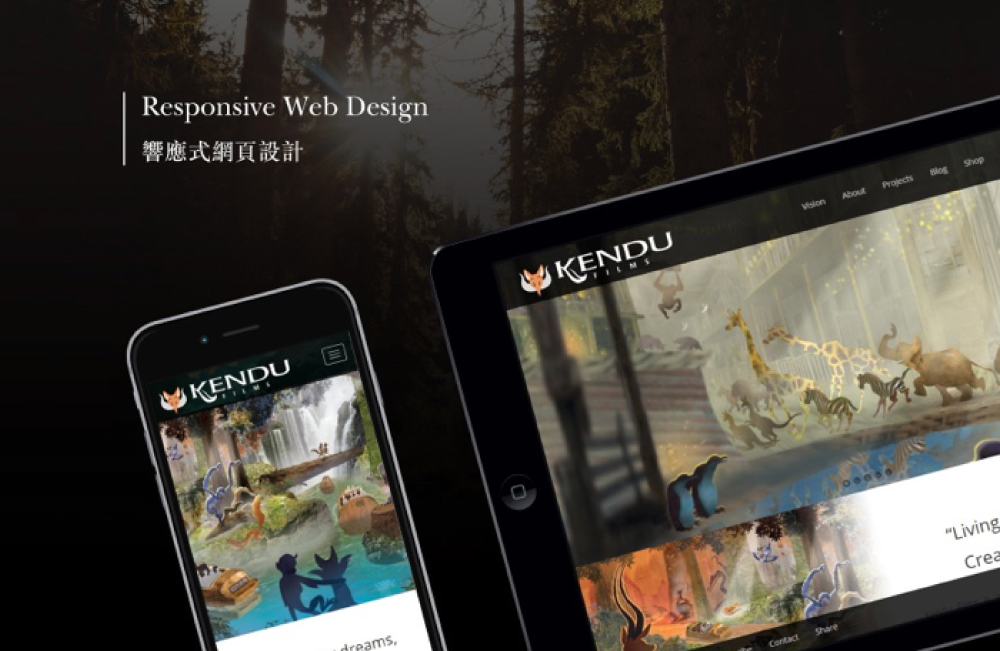 Responsive Web Design
響應式網頁設計
Vision About Projects Blog Shop
KENDU
FILMS
KENDU
FILMS
“Living
Crea
dreams,
Contact Share